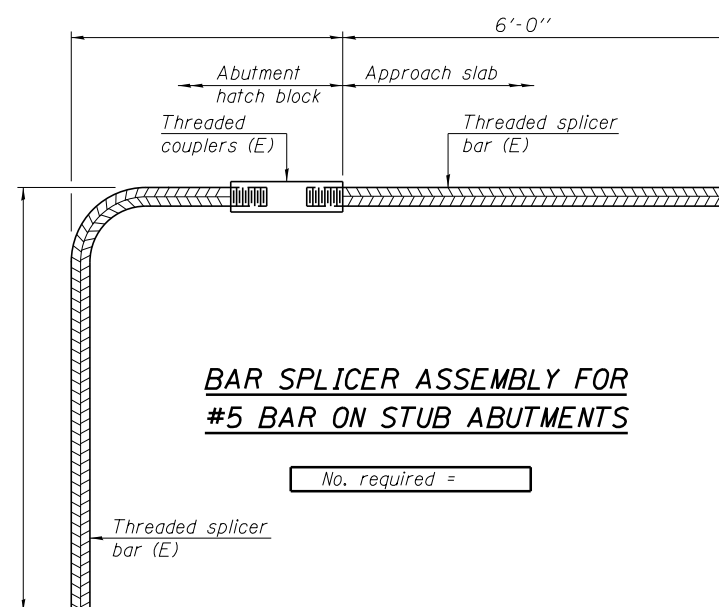 6'-0"
Abutment
hatch block
Approach slab
Threaded
couplers (E)
Threaded splicer
bar (E)
BAR SPLICER ASSEMBLY FOR
#5 BAR ON STUB ABUTMENTS
No. required =
Threaded splicer
bar (E)